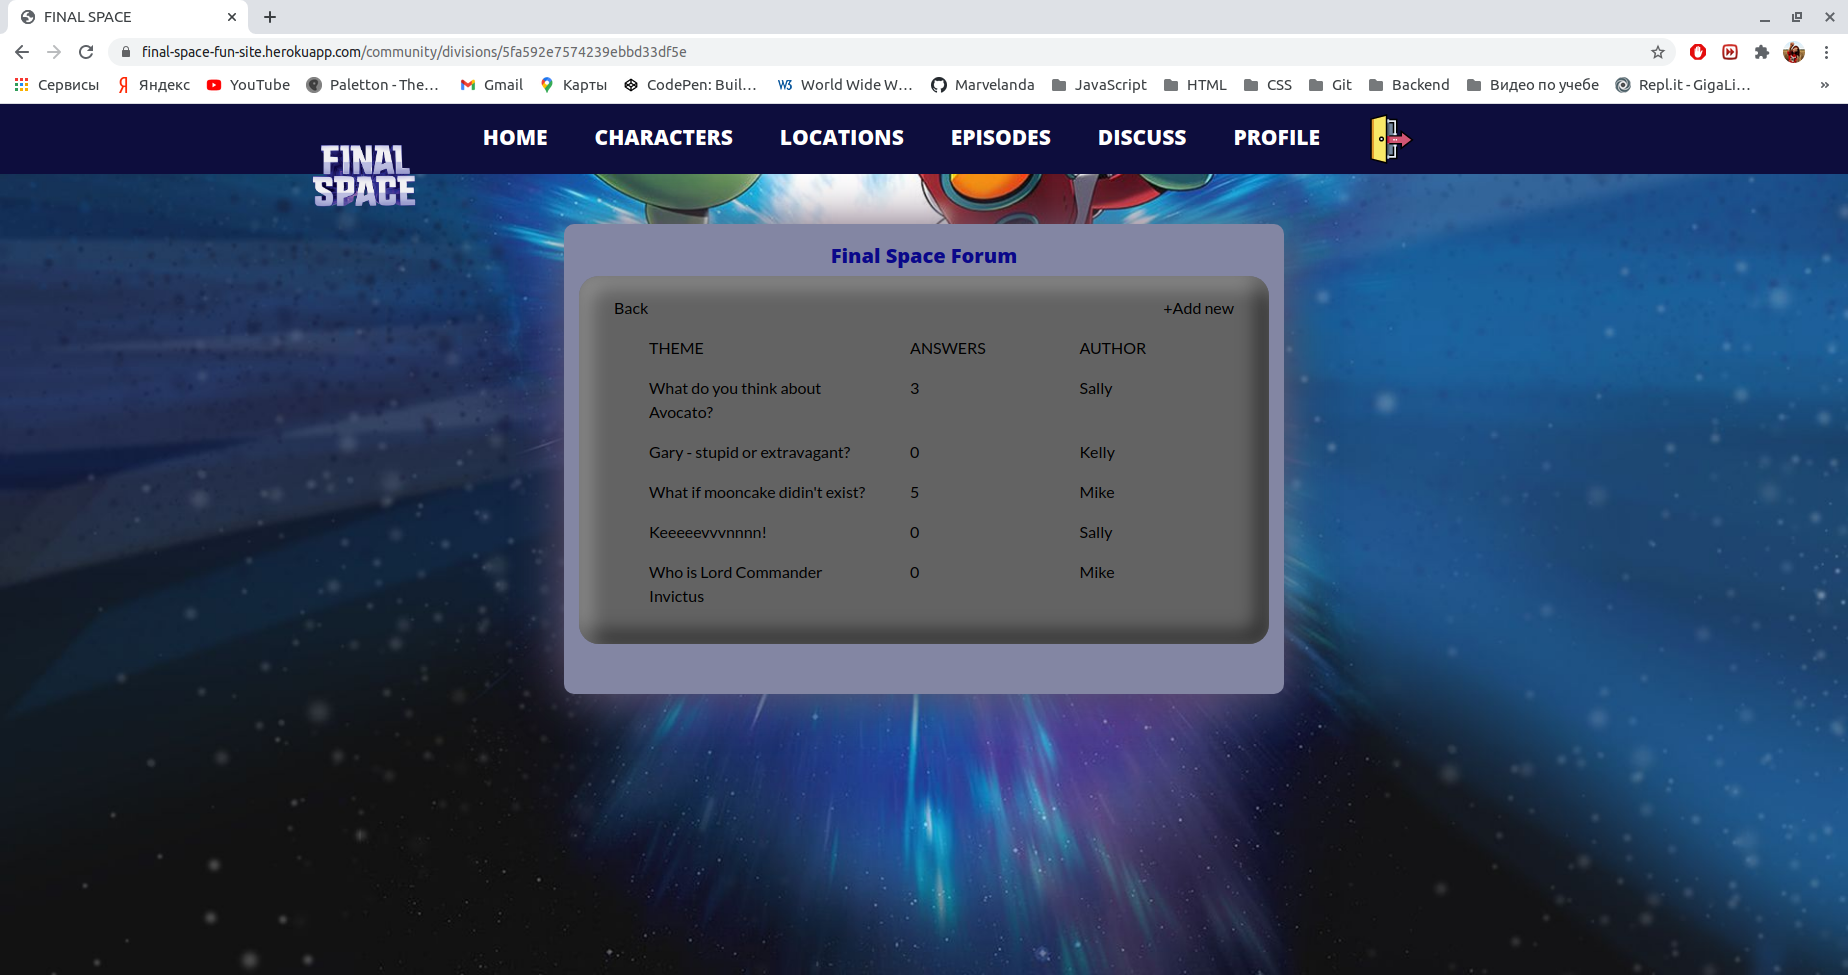 FINAL SPACE
final-space-fun-site.herokuapp.com/community/divisions/5fa592e7574239ebbd33df5e
Сервисы Яндекс YouTube Paletton - The... Gmail Карты CodePen: Buil... World Wide W... Marvelanda JavaScript HTML CSS Git Backend Видео по учебе Repl.it - GigaLi... »
HOME CHARACTERS LOCATIONS EPISODES DISCUSS PROFILE
FINAL
SPACE
Final Space Forum
Back +Add new
THEME ANSWERS AUTHOR
What do you think about 3 Sally
Avocato?
Gary - stupid or extravagant? 0 Kelly
What if mooncake didin't exist? 5 Mike
Keeeeevvvnnnn! 0 Sally
Who is Lord Commander 0 Mike
Invictus